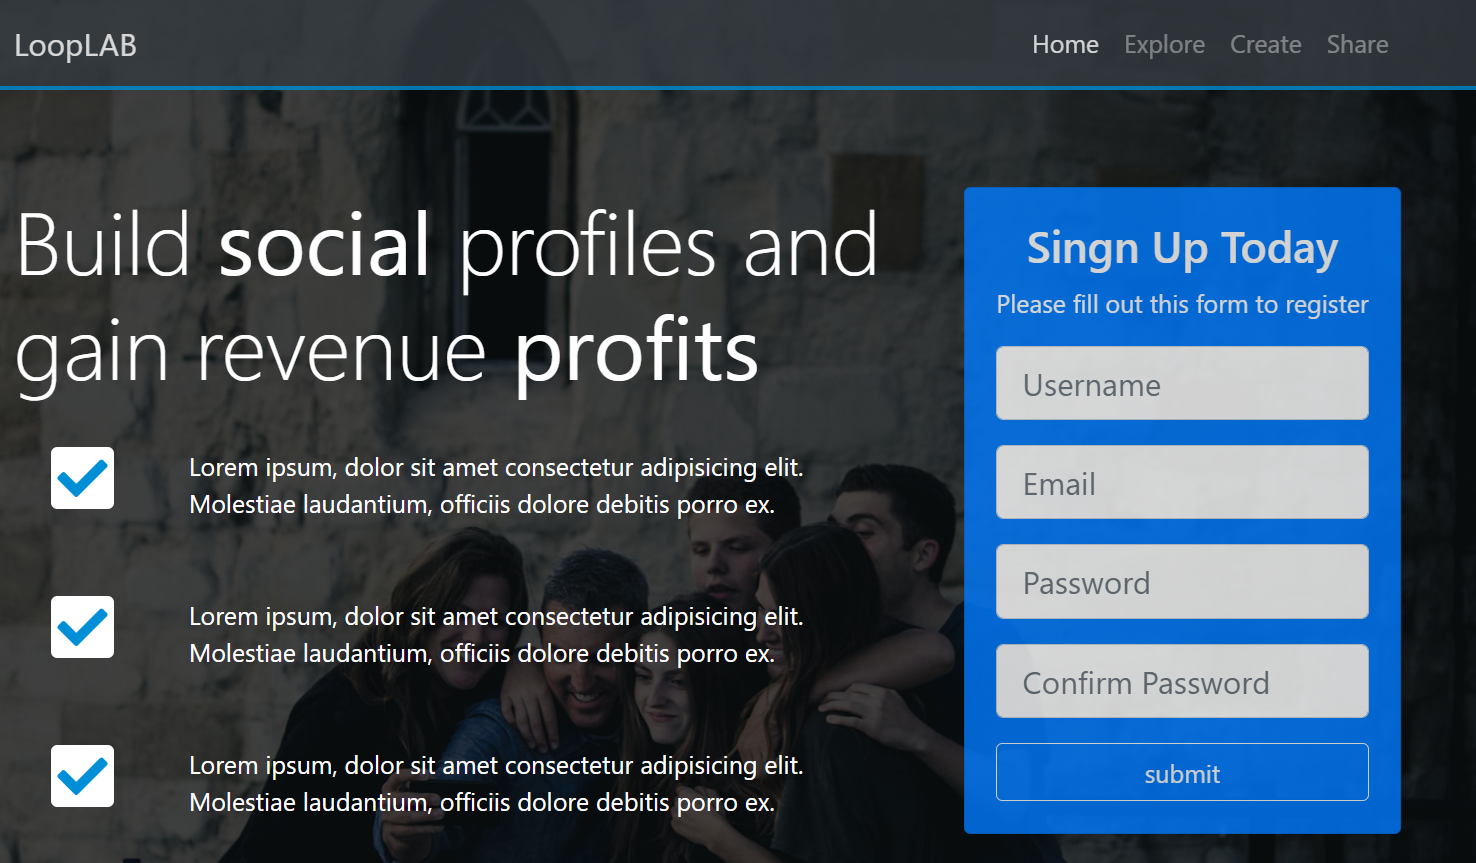 LoopLAB
Home Explore Create Share
Build social profiles and
gain revenue profits
Lorem ipsum, dolor sit amet consectetur adipisicing elit.
Molestiae laudantium, officiis dolore debitis porro ex.
Lorem ipsum, dolor sit amet consectetur adipisicing elit.
Molestiae laudantium, officiis dolore debitis porro ex.
Lorem ipsum, dolor sit amet consectetur adipisicing elit.
Molestiae laudantium, officiis dolore debitis porro ex.
Singn Up Today
Please fill out this form to register
Username
Email
Password
Confirm Password
submit